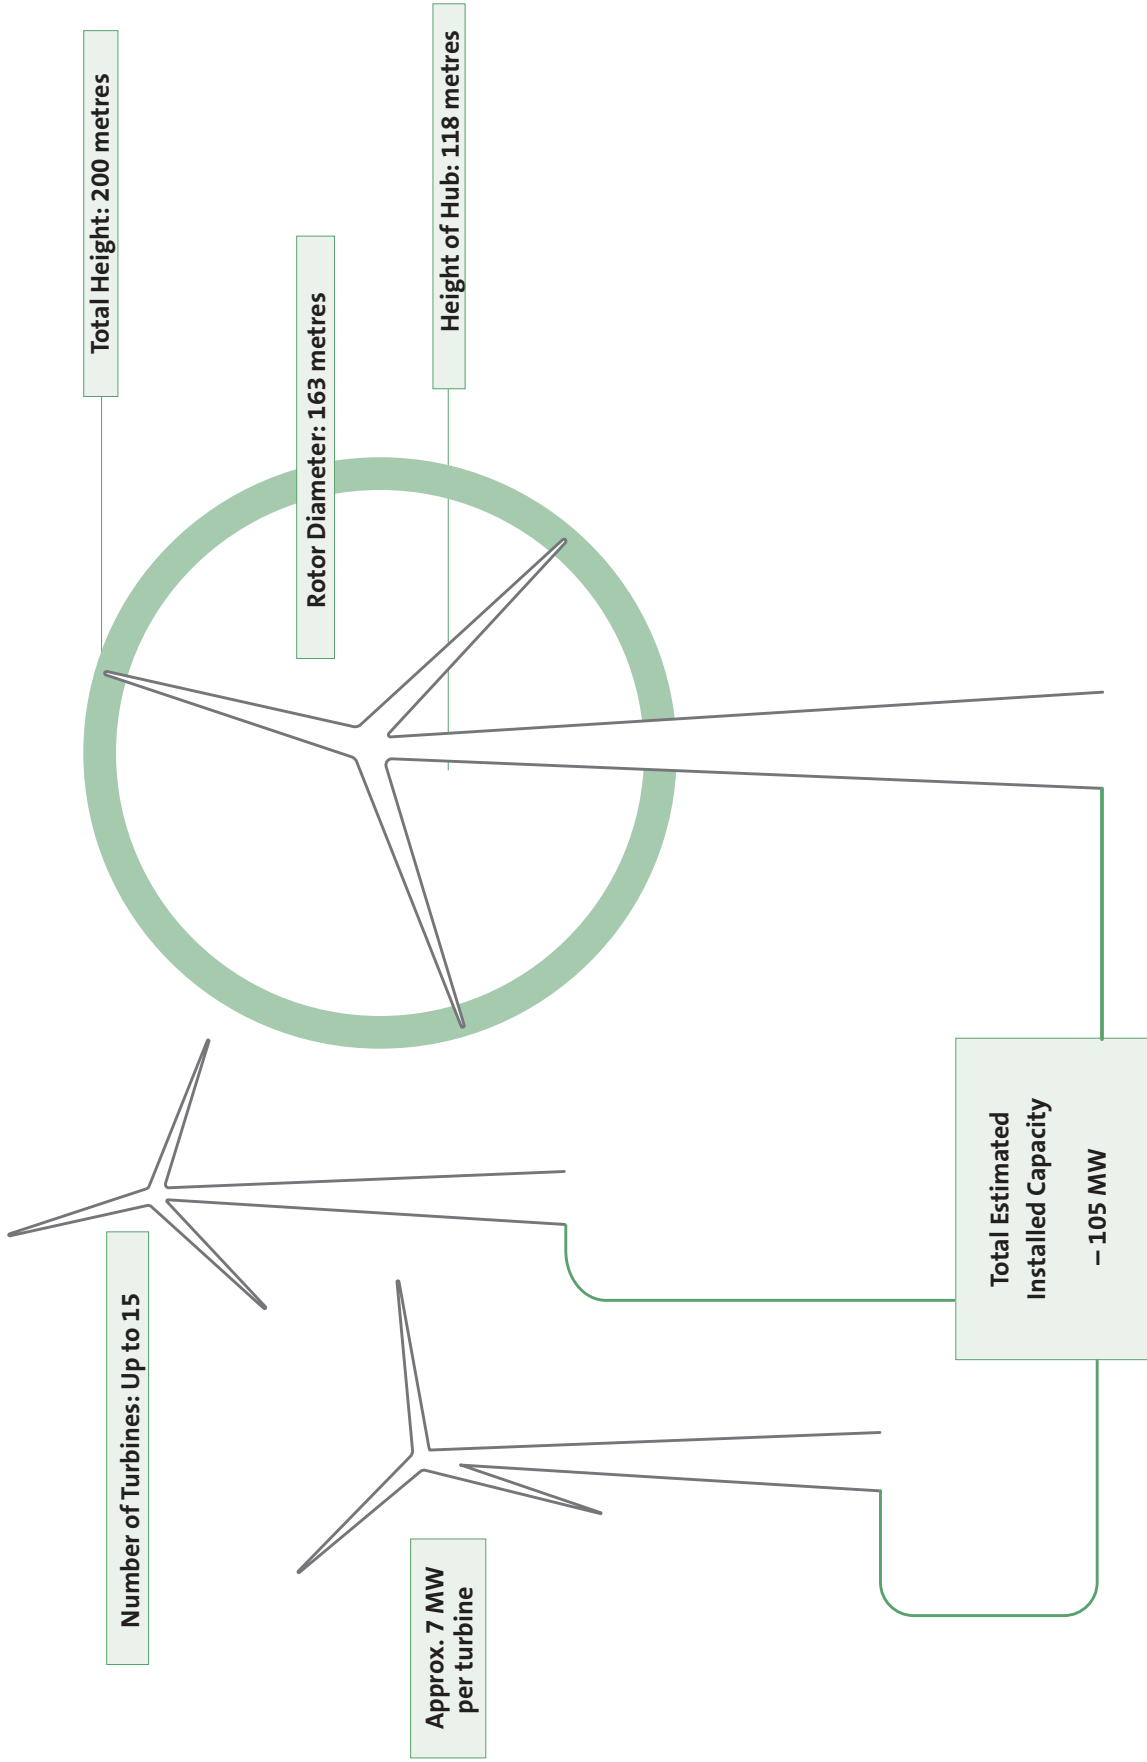 Number of Turbines: Up to 15
Approx. 7 MW
per turbine
Total Height: 200 metres
Rotor Diameter: 163 metres
Height of Hub: 118 metres
Total Estimated
Installed Capacity
– 105 MW